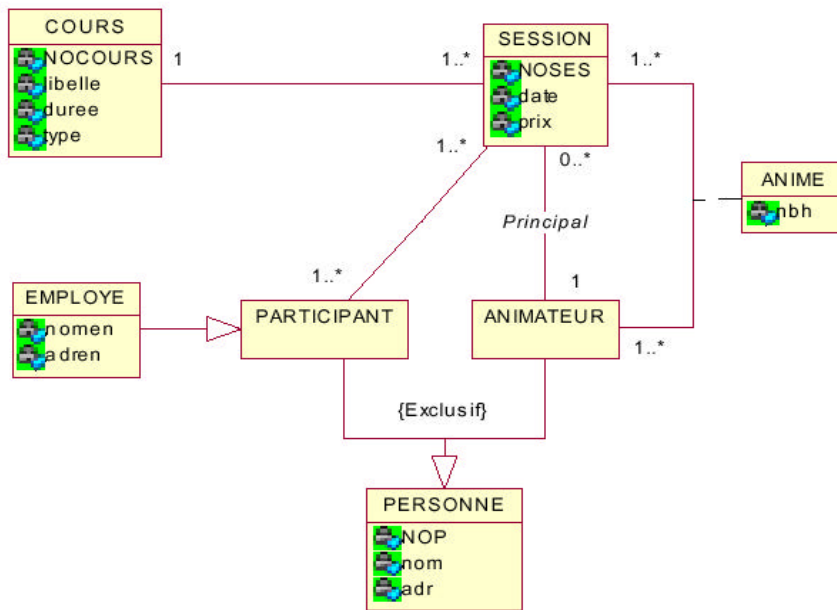 COURS
NOCOURS
libelle
duree
type
1
1..*
SESSION
NOSES
date
prix
1..*
1..*
0..*
ANIME
nbh
Principal
1..*
1
EMPLOYE
nomen
adren
PARTICIPANT
ANIMATEUR
1..*
{Exclusif}
PERSONNE
NOP
nom
adr